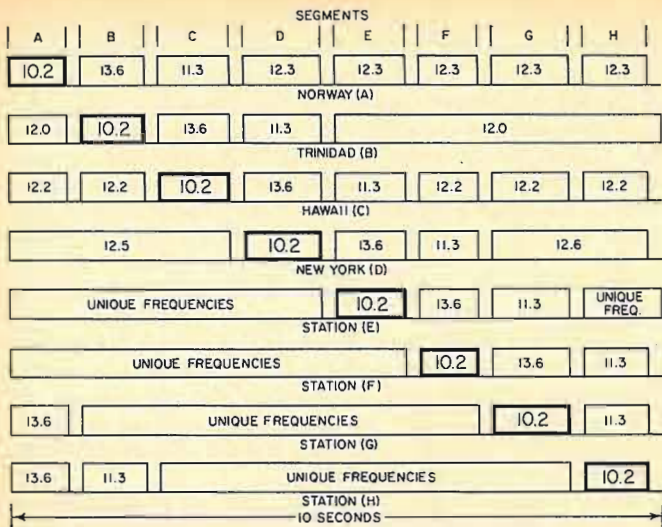 SEGMENTS
A B C D E F G H
10.2 13.6 11.3 12.3 12.3 12.3 12.3 12.3
NORWAY (A)
12.0 10.2 13.6 11.3 12.0
TRINIDAD (B)
12.2 12.2 10.2 13.6 11.3 12.2 12.2 12.2
HAWAII (C)
12.5 10.2 13.6 11.3 12.6
NEW YORK (D)
UNIQUE FREQUENCIES 10.2 13.6 11.3 UNIQUE
FREQ.
STATION (E)
UNIQUE FREQUENCIES 10.2 13.6 11.3
STATION (F)
13.6 UNIQUE FREQUENCIES 10.2 11.3
STATION (G)
13.6 11.3 UNIQUE FREQUENCIES 10.2
STATION (H)
10 SECONDS